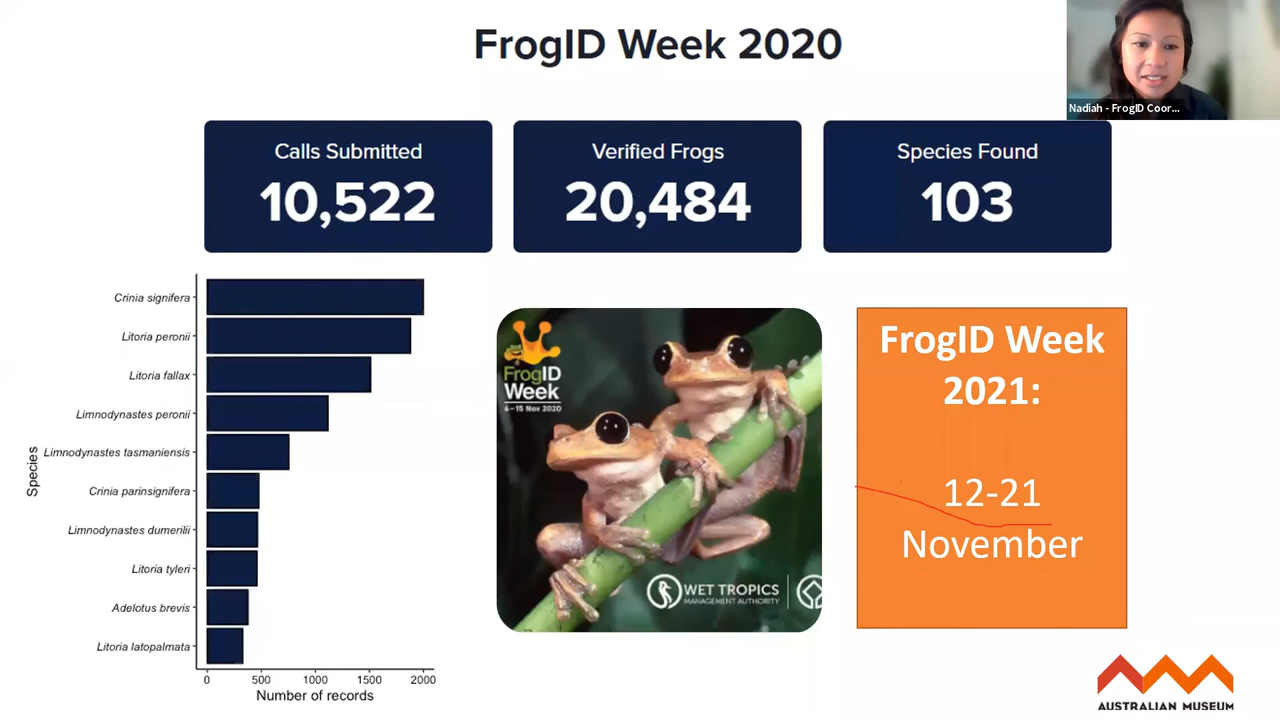 FrogID Week 2020
Nadiah - FrogID Coor...
Calls Submitted
10,522
Verified Frogs
20,484
Species Found
103
Species
Crinia signifera
Litoria peronii
Litoria fallax
Limnodynastes peronii
Limnodynastes tasmaniensis
Crinia parinsignifera
Limnodynastes dumerilii
Litoria tyleri
Adelotus brevis
Litoria latopalmata
0 500 1000 1500 2000
Number of records
FrogID
Week
6–15 Nov 2020
WET TROPICS
MANAGEMENT AUTHORITY
FrogID Week
2021:
12-21
November
AUSTRALIAN MUSEUM